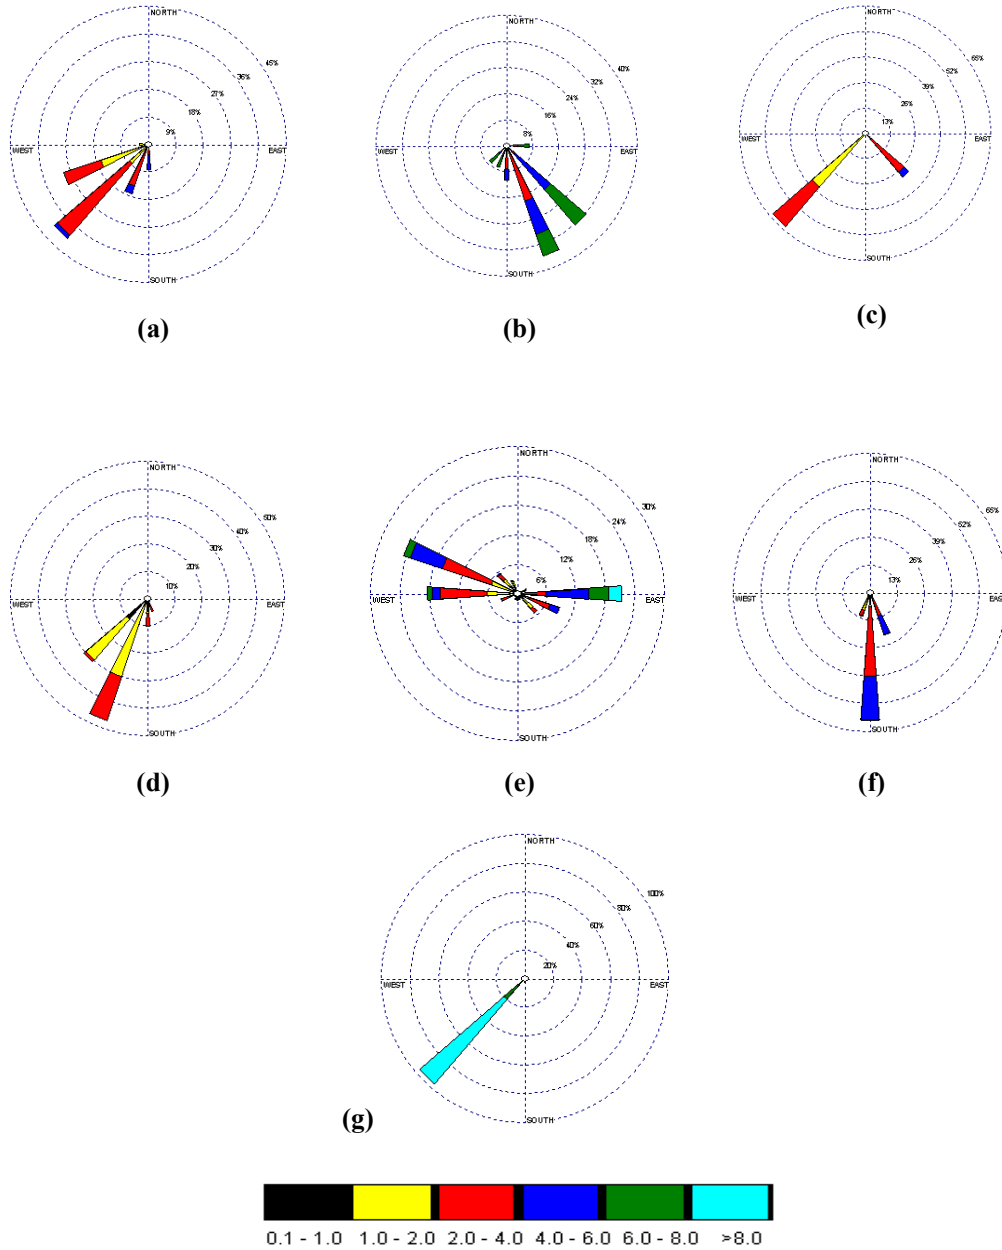 NORTH
45%
36%
27%
18%
9%
WEST
EAST
SOUTH
(a)
NORTH
40%
32%
24%
16%
8%
WEST
EAST
SOUTH
(b)
NORTH
65%
52%
39%
26%
13%
WEST
EAST
SOUTH
(c)
NORTH
50%
40%
30%
20%
10%
WEST
EAST
SOUTH
(d)
NORTH
30%
24%
18%
12%
6%
WEST
EAST
SOUTH
(e)
NORTH
65%
52%
39%
26%
13%
WEST
EAST
SOUTH
(f)
NORTH
100%
80%
60%
40%
20%
WEST
EAST
SOUTH
(g)
0.1 - 1.0 1.0 - 2.0 2.0 - 4.0 4.0 - 6.0 6.0 - 8.0 >8.0